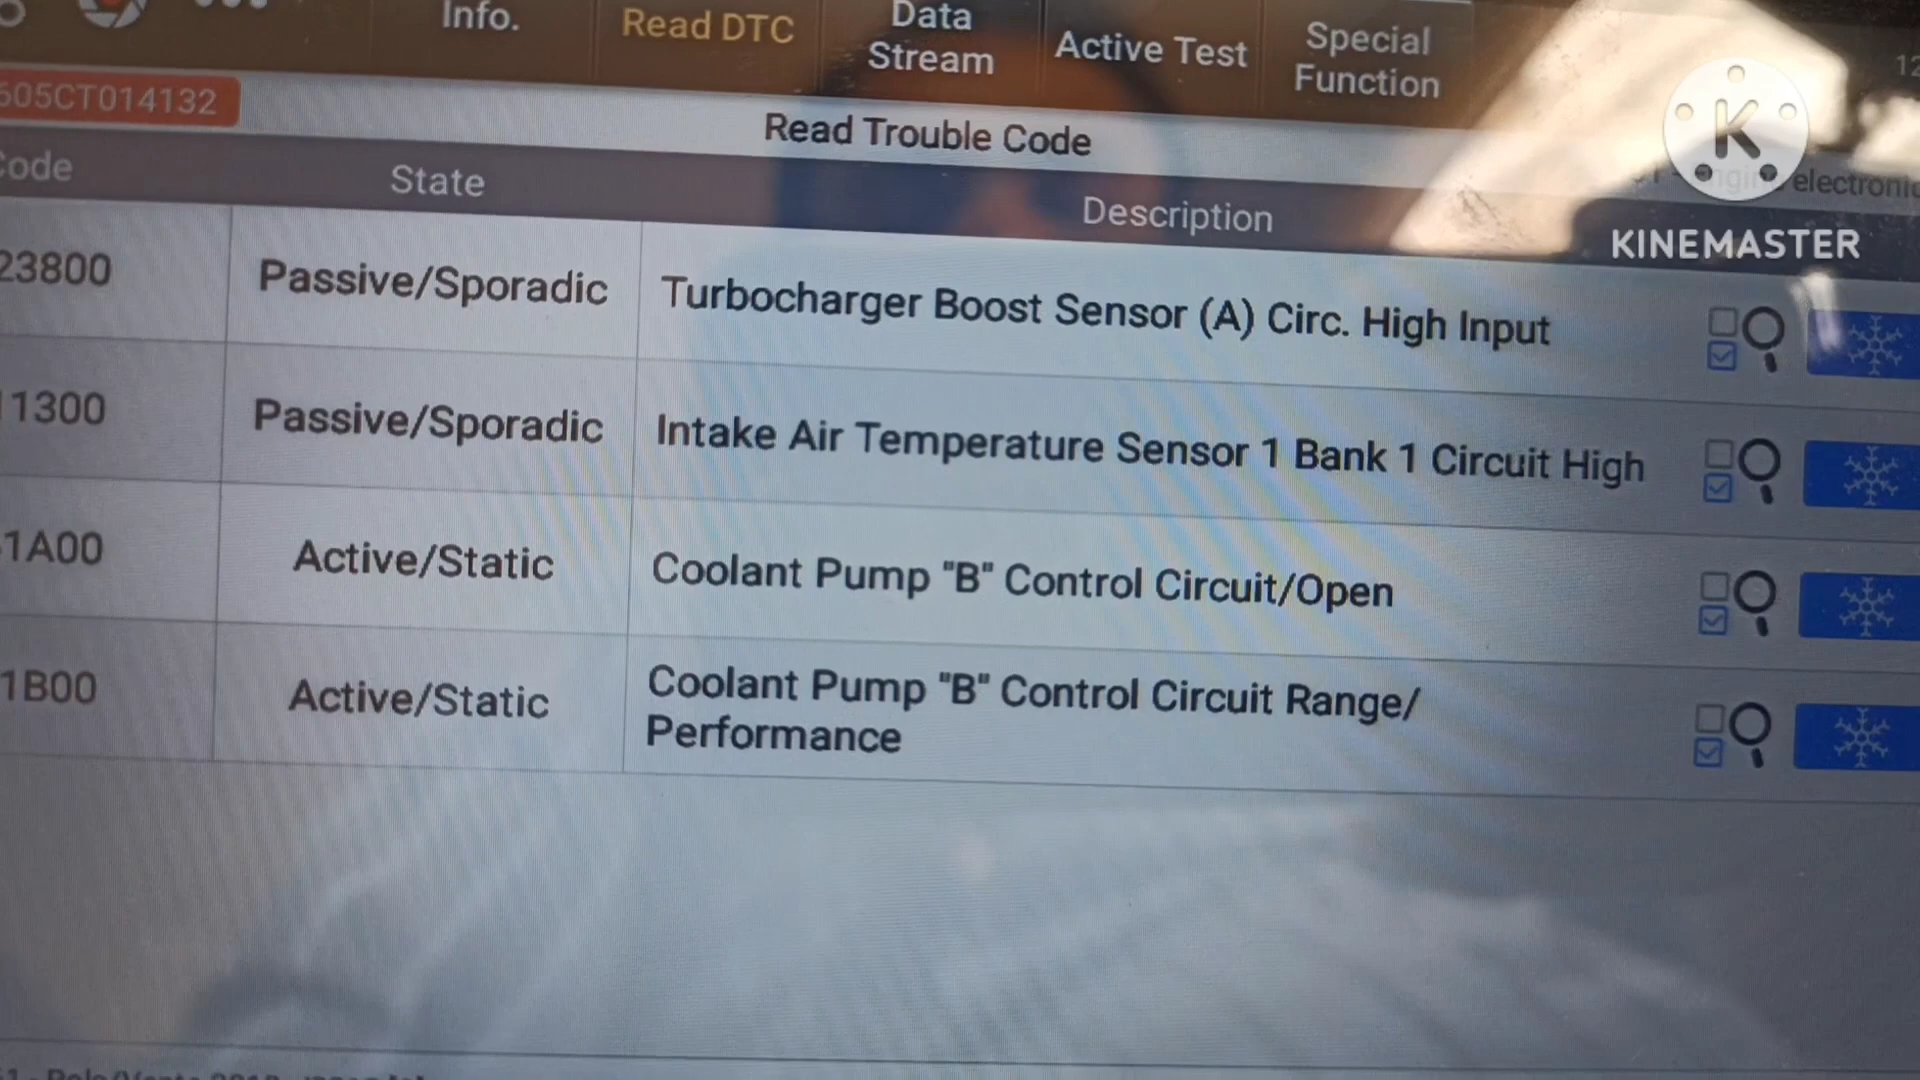 Info.
Read DTC
Data
Stream
Active Test
Special
Function
12
605CT014132
Read Trouble Code
KINEMASTER
electronic
Code
State
Description
23800
Passive/Sporadic
Turbocharger Boost Sensor (A) Circ. High Input
11300
Passive/Sporadic
Intake Air Temperature Sensor 1 Bank 1 Circuit High
1A00
Active/Static
Coolant Pump "B" Control Circuit/Open
1B00
Active/Static
Coolant Pump "B" Control Circuit Range/
Performance